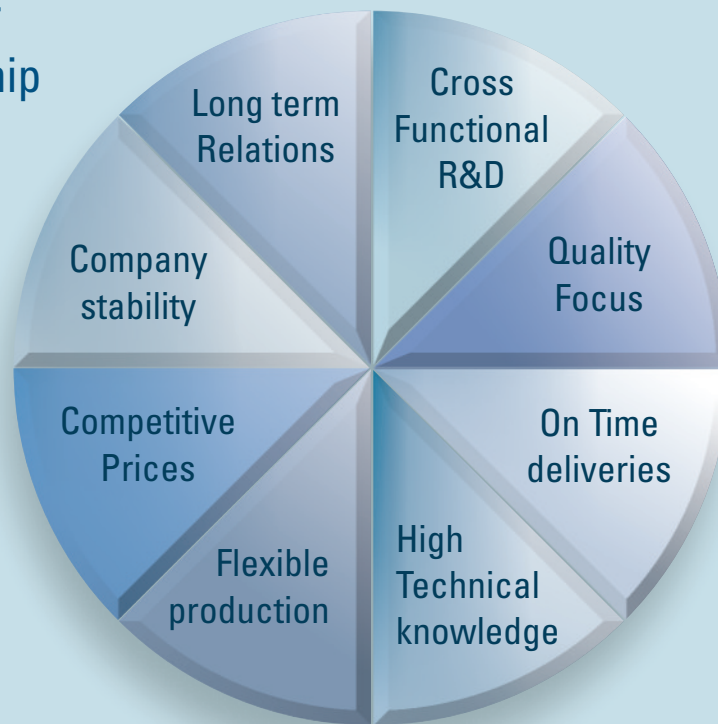 Long term
Relations
Cross
Functional
R&D
Quality
Focus
On Time
deliveries
High
Technical
knowledge
Flexible
production
Competitive
Prices
Company
stability